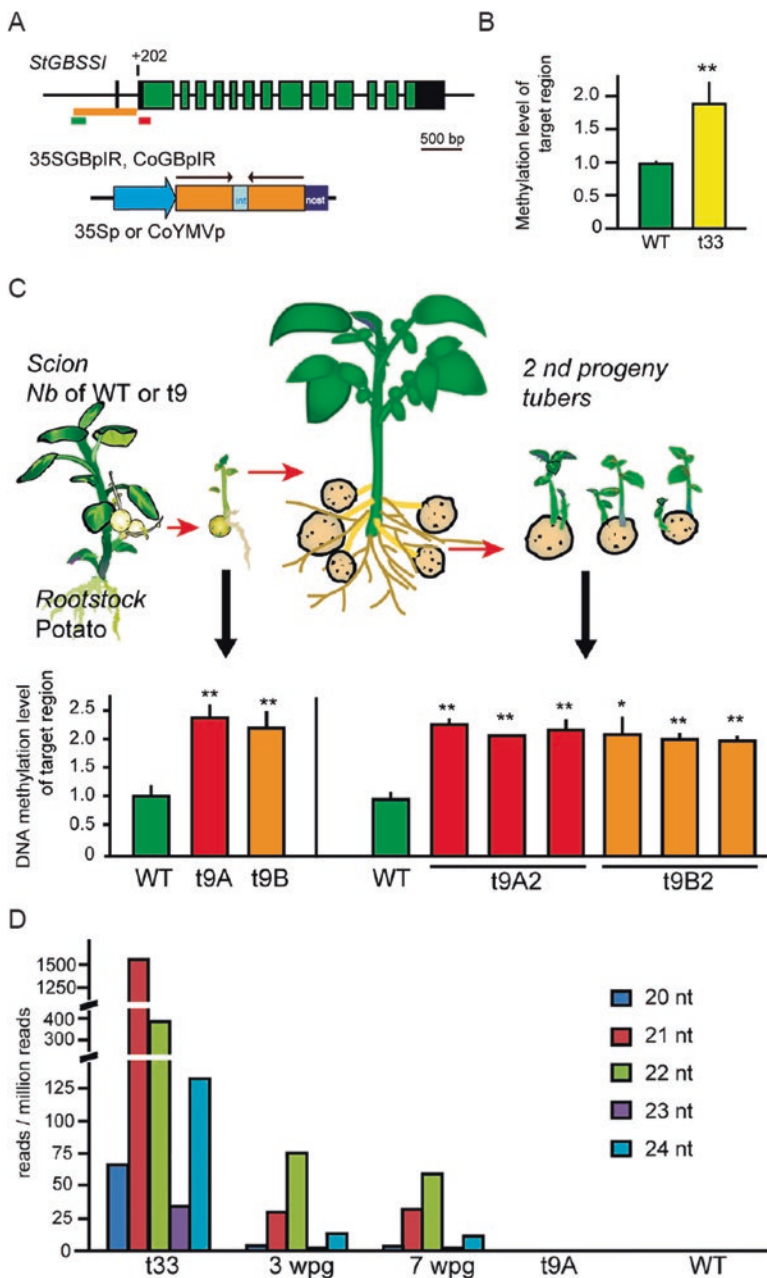 A
StGBSSI
+202
500 bp
35SGBpIR, CoGBpIR
int
nost
35Sp or CoYMVp
B
Methylation level of
target region
2.0
1.5
1.0
0.5
0
**
WT
t33
C
Scion
Nb of WT or t9
Rootstock
Potato
2 nd progeny
tubers
DNA methylation level
of target region
2.5
2.0
1.5
1.0
0.5
0
** **
** ** ** * ** **
WT t9A t9B WT t9A2 t9B2
D
reads / million reads
1500
1250
400
300
125
100
75
50
25
0
20 nt
21 nt
22 nt
23 nt
24 nt
t33 3 wpg 7 wpg t9A WT